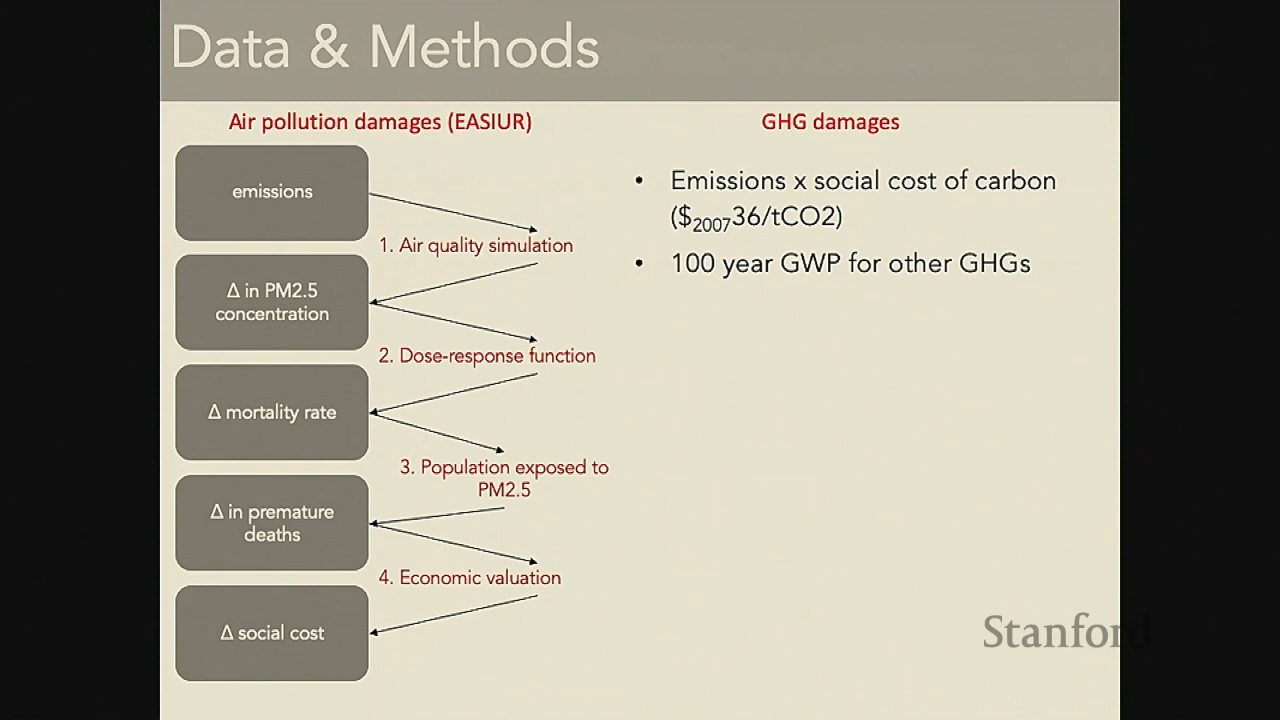 Data & Methods
Air pollution damages (EASIUR)
emissions
1. Air quality simulation
Δ in PM2.5
concentration
2. Dose-response function
Δ mortality rate
3. Population exposed to
PM2.5
Δ in premature
deaths
4. Economic valuation
Δ social cost
GHG damages
• Emissions x social cost of carbon
($₂₀₀₇36/tCO2)
• 100 year GWP for other GHGs
Stanford